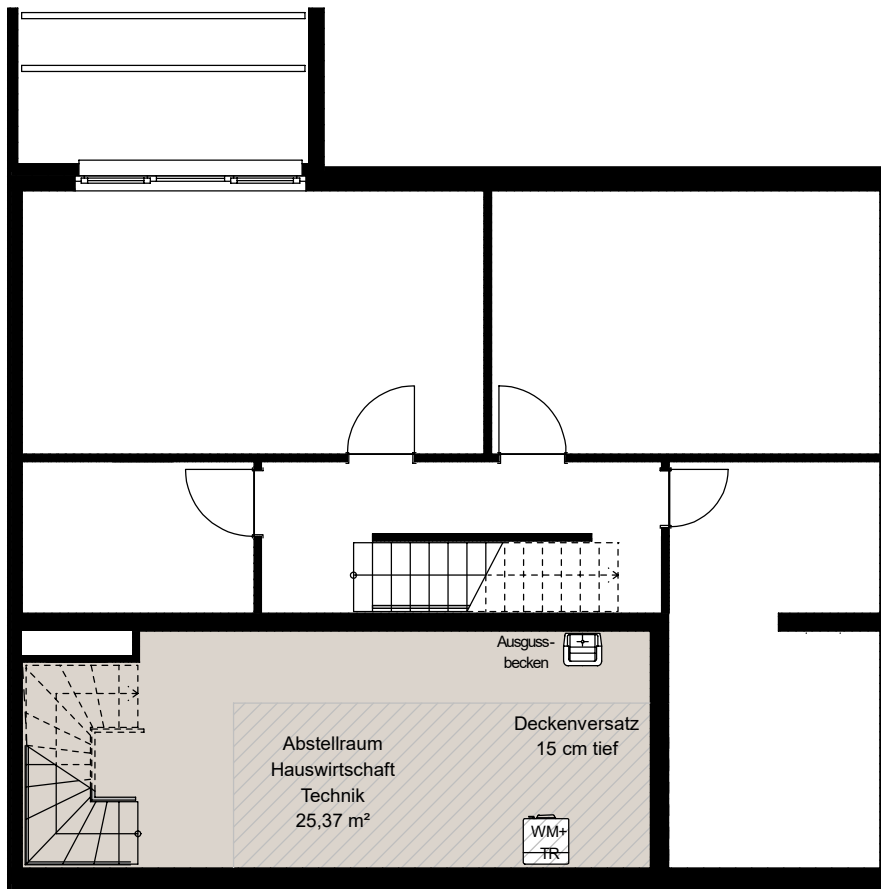 Ausguss-
becken
Deckenversatz
15 cm tief
Abstellraum
Hauswirtschaft
Technik
25,37 m²
WM+
TR